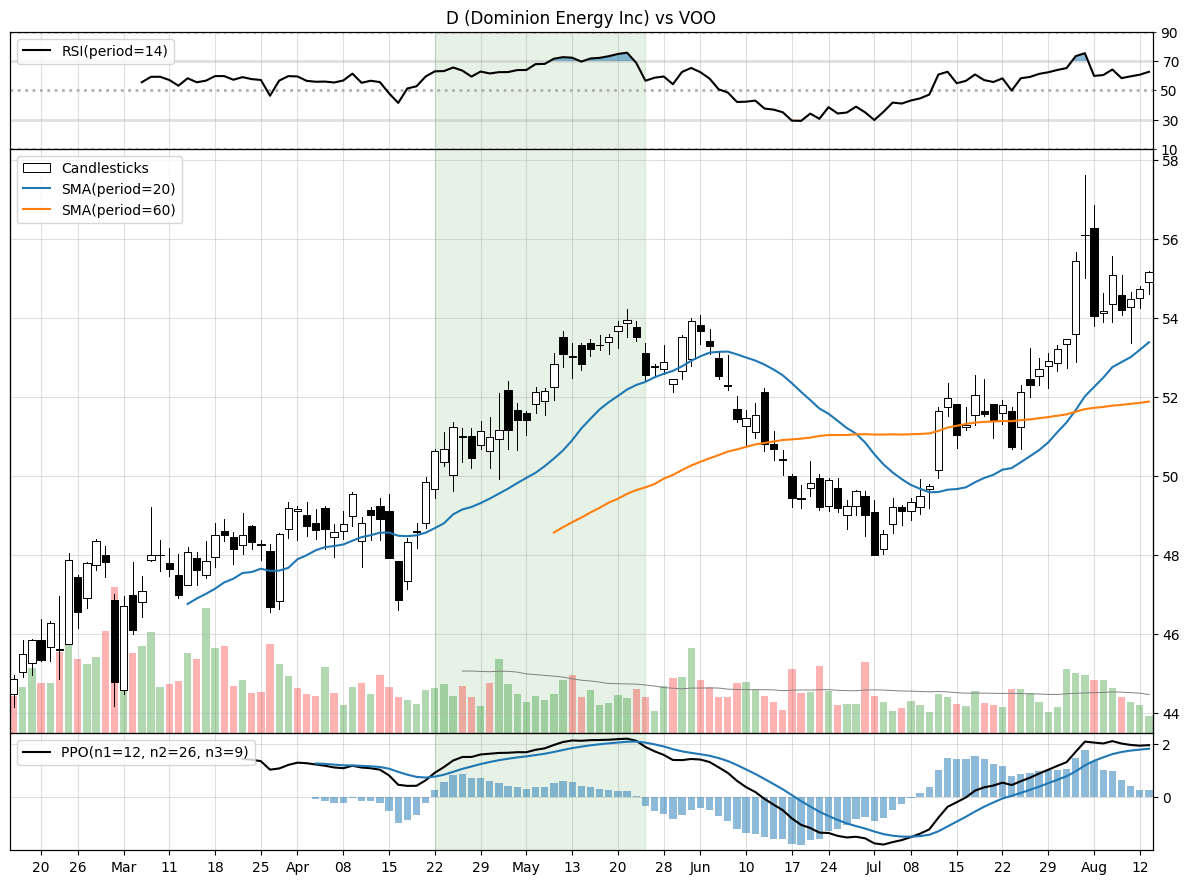 D (Dominion Energy Inc) vs VOO
RSI(period=14)
90
70
50
30
10
Candlesticks
SMA(period=20)
SMA(period=60)
58
56
54
52
50
48
46
44
PPO(n1=12, n2=26, n3=9)
2
0
20 26 Mar 11 18 25 Apr 08 15 22 29 May 13 20 28 Jun 10 17 24 Jul 08 15 22 29 Aug 12